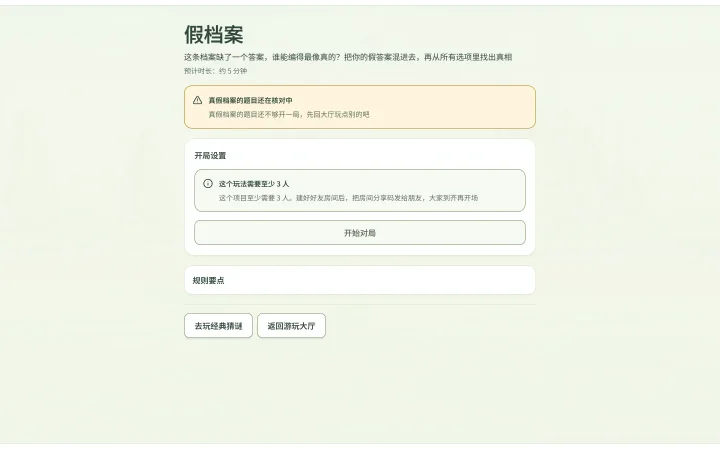 假档案
这条档案缺了一个答案，谁能编得最像真的？把你的假答案混进去，再从所有选项里找出真相
预计时长：约 5 分钟
真假档案的题目还在核对中
真假档案的题目还不够开一局，先回大厅玩点别的吧
开局设置
这个玩法需要至少 3 人
这个项目至少需要 3 人。建好好友房间后，把房间分享码发给朋友，大家到齐再开场
开始对局
规则要点
去玩经典猜谜
返回游玩大厅